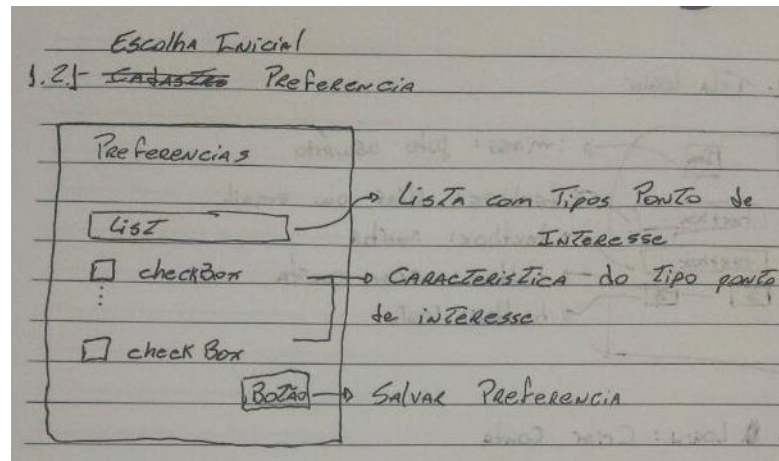 Escolha Inicial
1.2.1- Cadastro Preferencia
Preferencias
List
Lista com Tipos Ponto de
Interesse
checkBox
Caracteristica do tipo ponto
de interesse
check Box
Botão
Salvar Preferencia